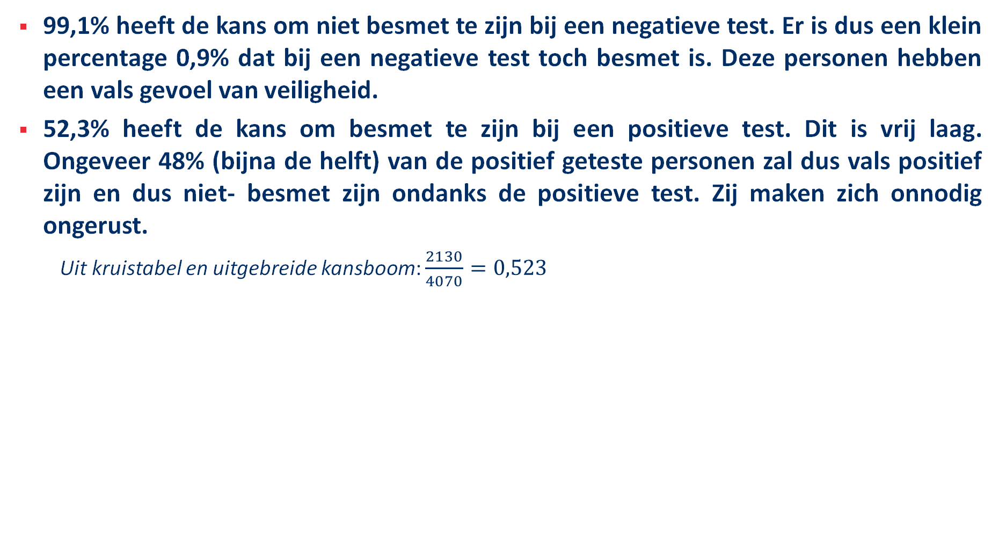 ▪ 99,1% heeft de kans om niet besmet te zijn bij een negatieve test. Er is dus een klein
percentage 0,9% dat bij een negatieve test toch besmet is. Deze personen hebben
een vals gevoel van veiligheid.
▪ 52,3% heeft de kans om besmet te zijn bij een positieve test. Dit is vrij laag.
Ongeveer 48% (bijna de helft) van de positief geteste personen zal dus vals positief
zijn en dus niet- besmet zijn ondanks de positieve test. Zij maken zich onnodig
ongerust.
Uit kruistabel en uitgebreide kansboom: 2130/4070 = 0,523